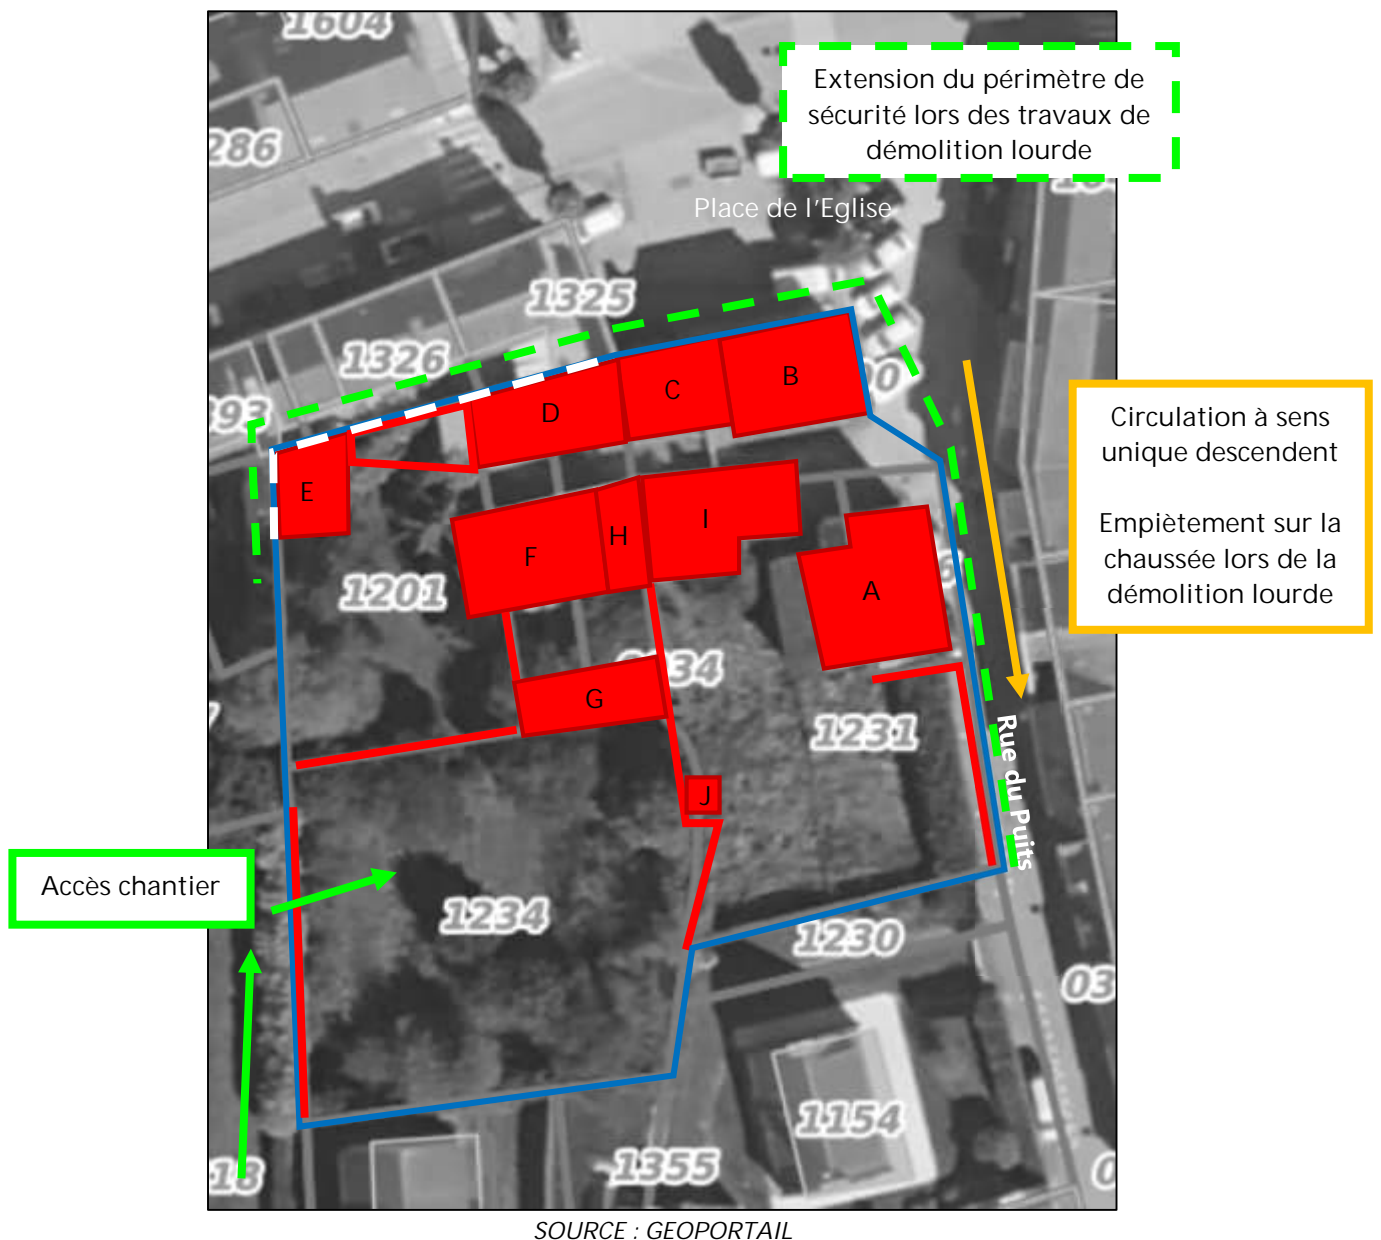 1604
Extension du périmètre de
sécurité lors des travaux de
démolition lourde
286
Place de l'Eglise
1325
1326
B
C
D
Circulation à sens
unique descendent
Empiètement sur la
chaussée lors de la
démolition lourde
E
I
H
F
A
1201
G
1231
Rue du Puits
J
Accès chantier
1234
1230
03
1154
1355
SOURCE : GEOPORTAIL